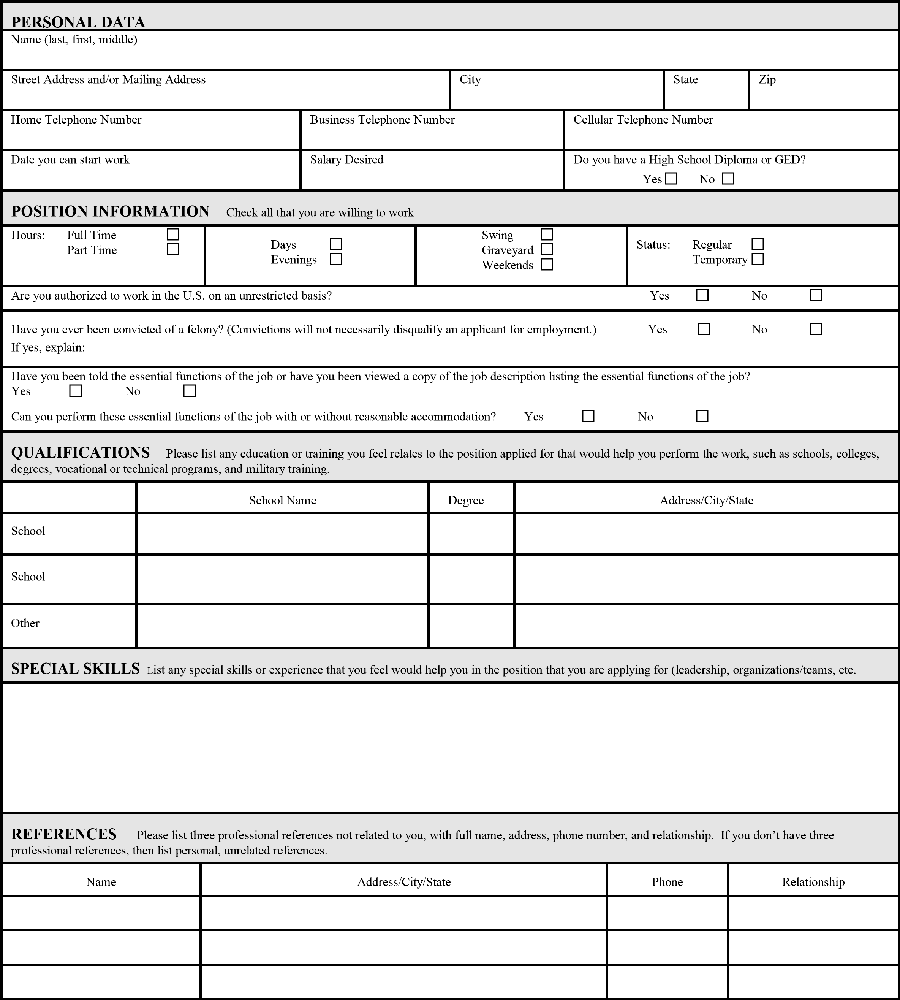 PERSONAL DATA
Name (last, first, middle)
Street Address and/or Mailing Address City State Zip
Home Telephone Number Business Telephone Number Cellular Telephone Number
Date you can start work Salary Desired Do you have a High School Diploma or GED?
Yes ☐ No ☐
POSITION INFORMATION Check all that you are willing to work
Hours: Full Time ☐
Part Time ☐
Days ☐
Evenings ☐
Swing ☐
Graveyard ☐
Weekends ☐
Status: Regular ☐
Temporary ☐
Are you authorized to work in the U.S. on an unrestricted basis? Yes ☐ No ☐
Have you ever been convicted of a felony? (Convictions will not necessarily disqualify an applicant for employment.) Yes ☐ No ☐
If yes, explain:
Have you been told the essential functions of the job or have you been viewed a copy of the job description listing the essential functions of the job?
Yes ☐ No ☐
Can you perform these essential functions of the job with or without reasonable accommodation? Yes ☐ No ☐
QUALIFICATIONS Please list any education or training you feel relates to the position applied for that would help you perform the work, such as schools, colleges,
degrees, vocational or technical programs, and military training.
School Name Degree Address/City/State
School
School
Other
SPECIAL SKILLS List any special skills or experience that you feel would help you in the position that you are applying for (leadership, organizations/teams, etc.
REFERENCES Please list three professional references not related to you, with full name, address, phone number, and relationship. If you don’t have three
professional references, then list personal, unrelated references.
Name Address/City/State Phone Relationship